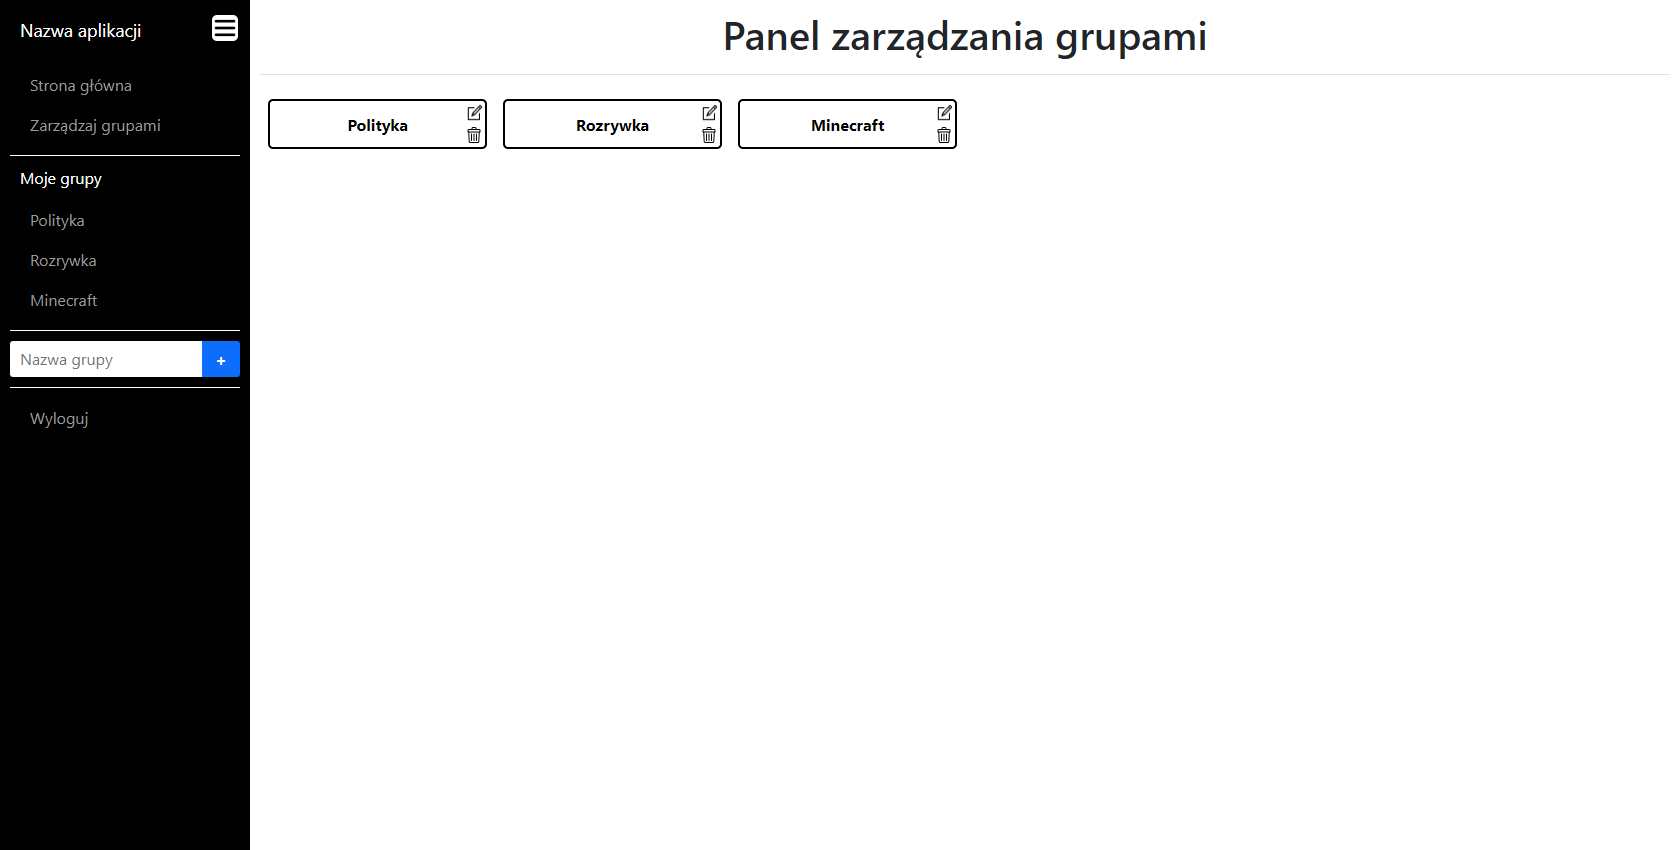 Nazwa aplikacji
Strona główna
Zarządzaj grupami
Moje grupy
Polityka
Rozrywka
Minecraft
Nazwa grupy +
Wyloguj
Panel zarządzania grupami
Polityka
Rozrywka
Minecraft